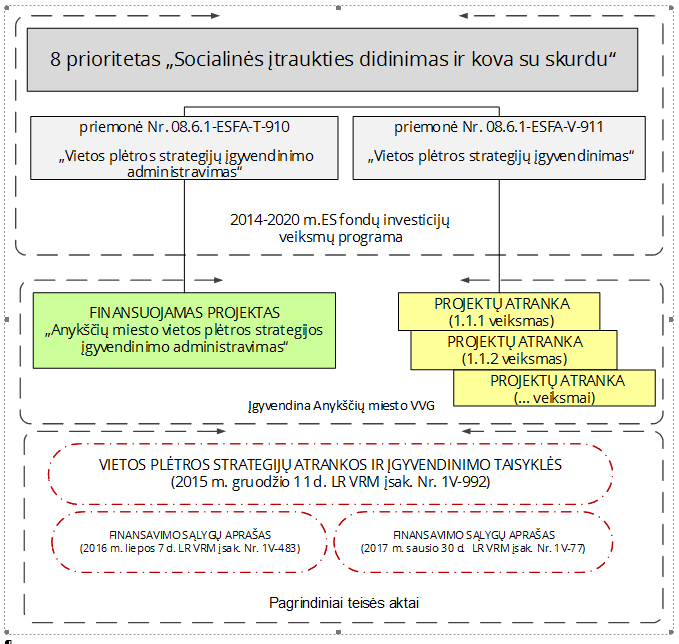 8 prioritetas „Socialinės įtraukties didinimas ir kova su skurdu“
priemonė Nr. 08.6.1-ESFA-T-910
„Vietos plėtros strategijų įgyvendinimo
administravimas“
priemonė Nr. 08.6.1-ESFA-V-911
„Vietos plėtros strategijų įgyvendinimas“
2014-2020 m.ES fondų investicijų
veiksmų programa
FINANSUOJAMAS PROJEKTAS
„Anykščių miesto vietos plėtros strategijos
įgyvendinimo administravimas“
PROJEKTŲ ATRANKA
(1.1.1 veiksmas)
PROJEKTŲ ATRANKA
(1.1.2 veiksmas)
PROJEKTŲ ATRANKA
(... veiksmai)
Įgyvendina Anykščių miesto VVG
VIETOS PLĖTROS STRATEGIJŲ ATRANKOS IR ĮGYVENDINIMO TAISYKLĖS
(2015 m. gruodžio 11 d. LR VRM įsak. Nr. 1V-992)
FINANSAVIMO SĄLYGŲ APRAŠAS
(2016 m. liepos 7 d. LR VRM įsak. Nr. 1V-483)
FINANSAVIMO SĄLYGŲ APRAŠAS
(2017 m. sausio 30 d. LR VRM įsak. Nr. 1V-77)
Pagrindiniai teisės aktai